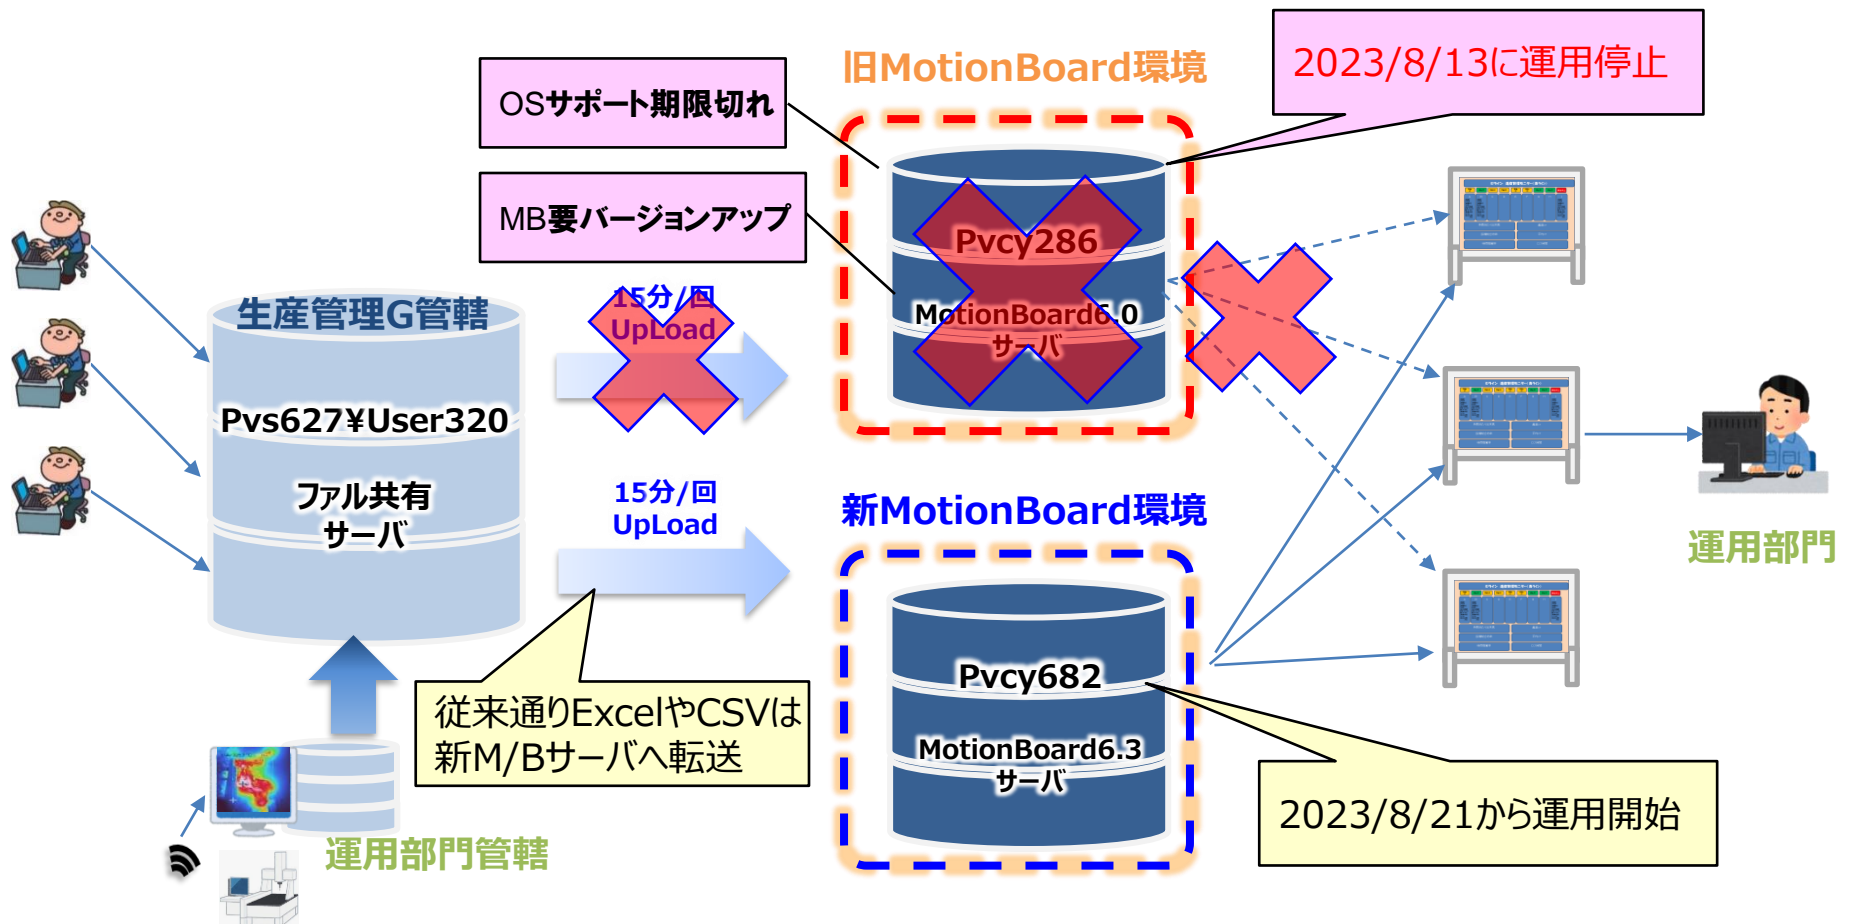 旧MotionBoard環境
2023/8/13に運用停止
OSサポート期限切れ
MB要バージョンアップ
Pvcy286
MotionBoard6.0
サーバ
15分/回
UpLoad
生産管理G管轄
Pvs627¥User320
ファル共有
サーバ
15分/回
UpLoad
新MotionBoard環境
Pvcy682
MotionBoard6.3
サーバ
従来通りExcelやCSVは
新M/Bサーバへ転送
2023/8/21から運用開始
運用部門
運用部門管轄